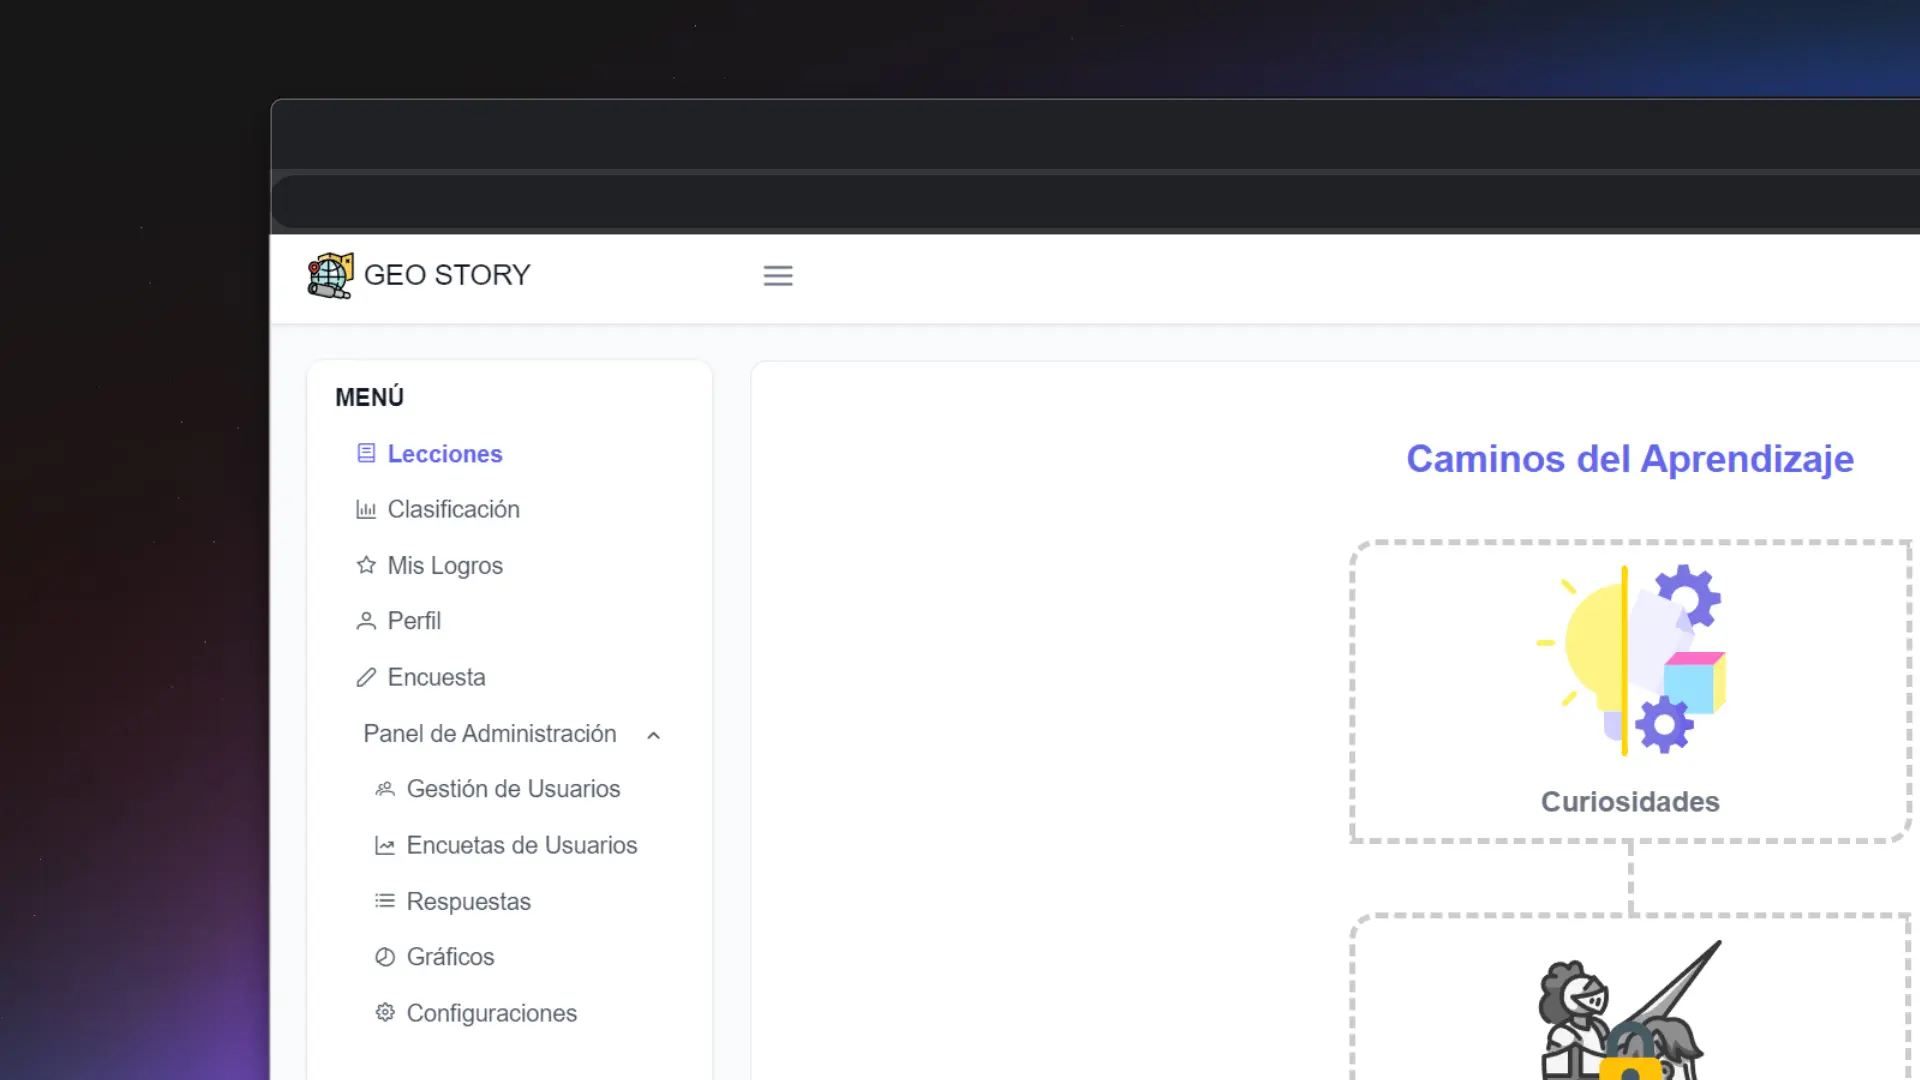 GEO STORY
MENÚ
Lecciones
Clasificación
Mis Logros
Perfil
Encuesta
Panel de Administración
Gestión de Usuarios
Encuetas de Usuarios
Respuestas
Gráficos
Configuraciones
Caminos del Aprendizaje
Curiosidades